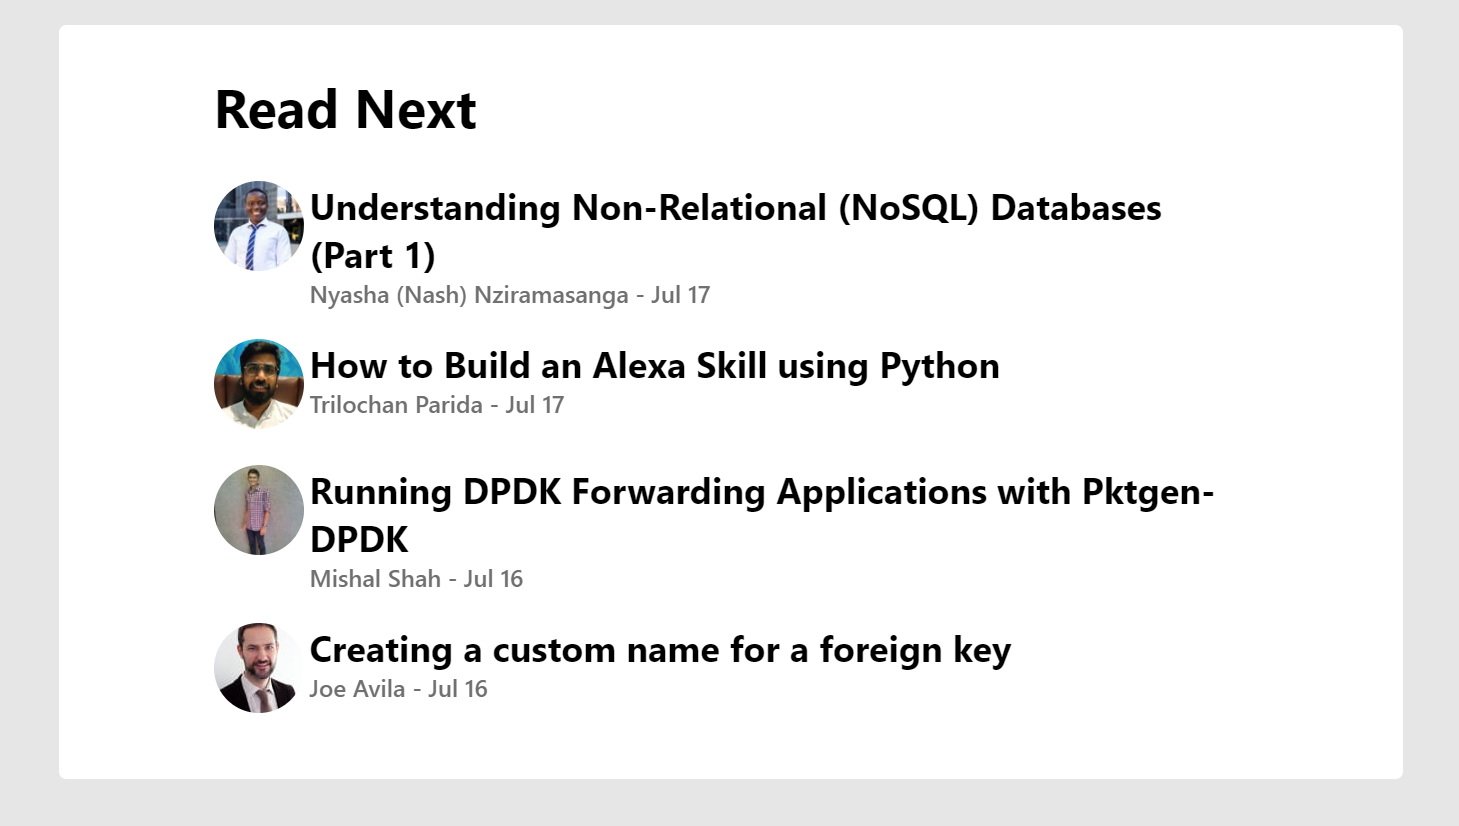 Read Next
Understanding Non-Relational (NoSQL) Databases
(Part 1)
Nyasha (Nash) Nziramasanga - Jul 17
How to Build an Alexa Skill using Python
Trilochan Parida - Jul 17
Running DPDK Forwarding Applications with Pktgen-
DPDK
Mishal Shah - Jul 16
Creating a custom name for a foreign key
Joe Avila - Jul 16